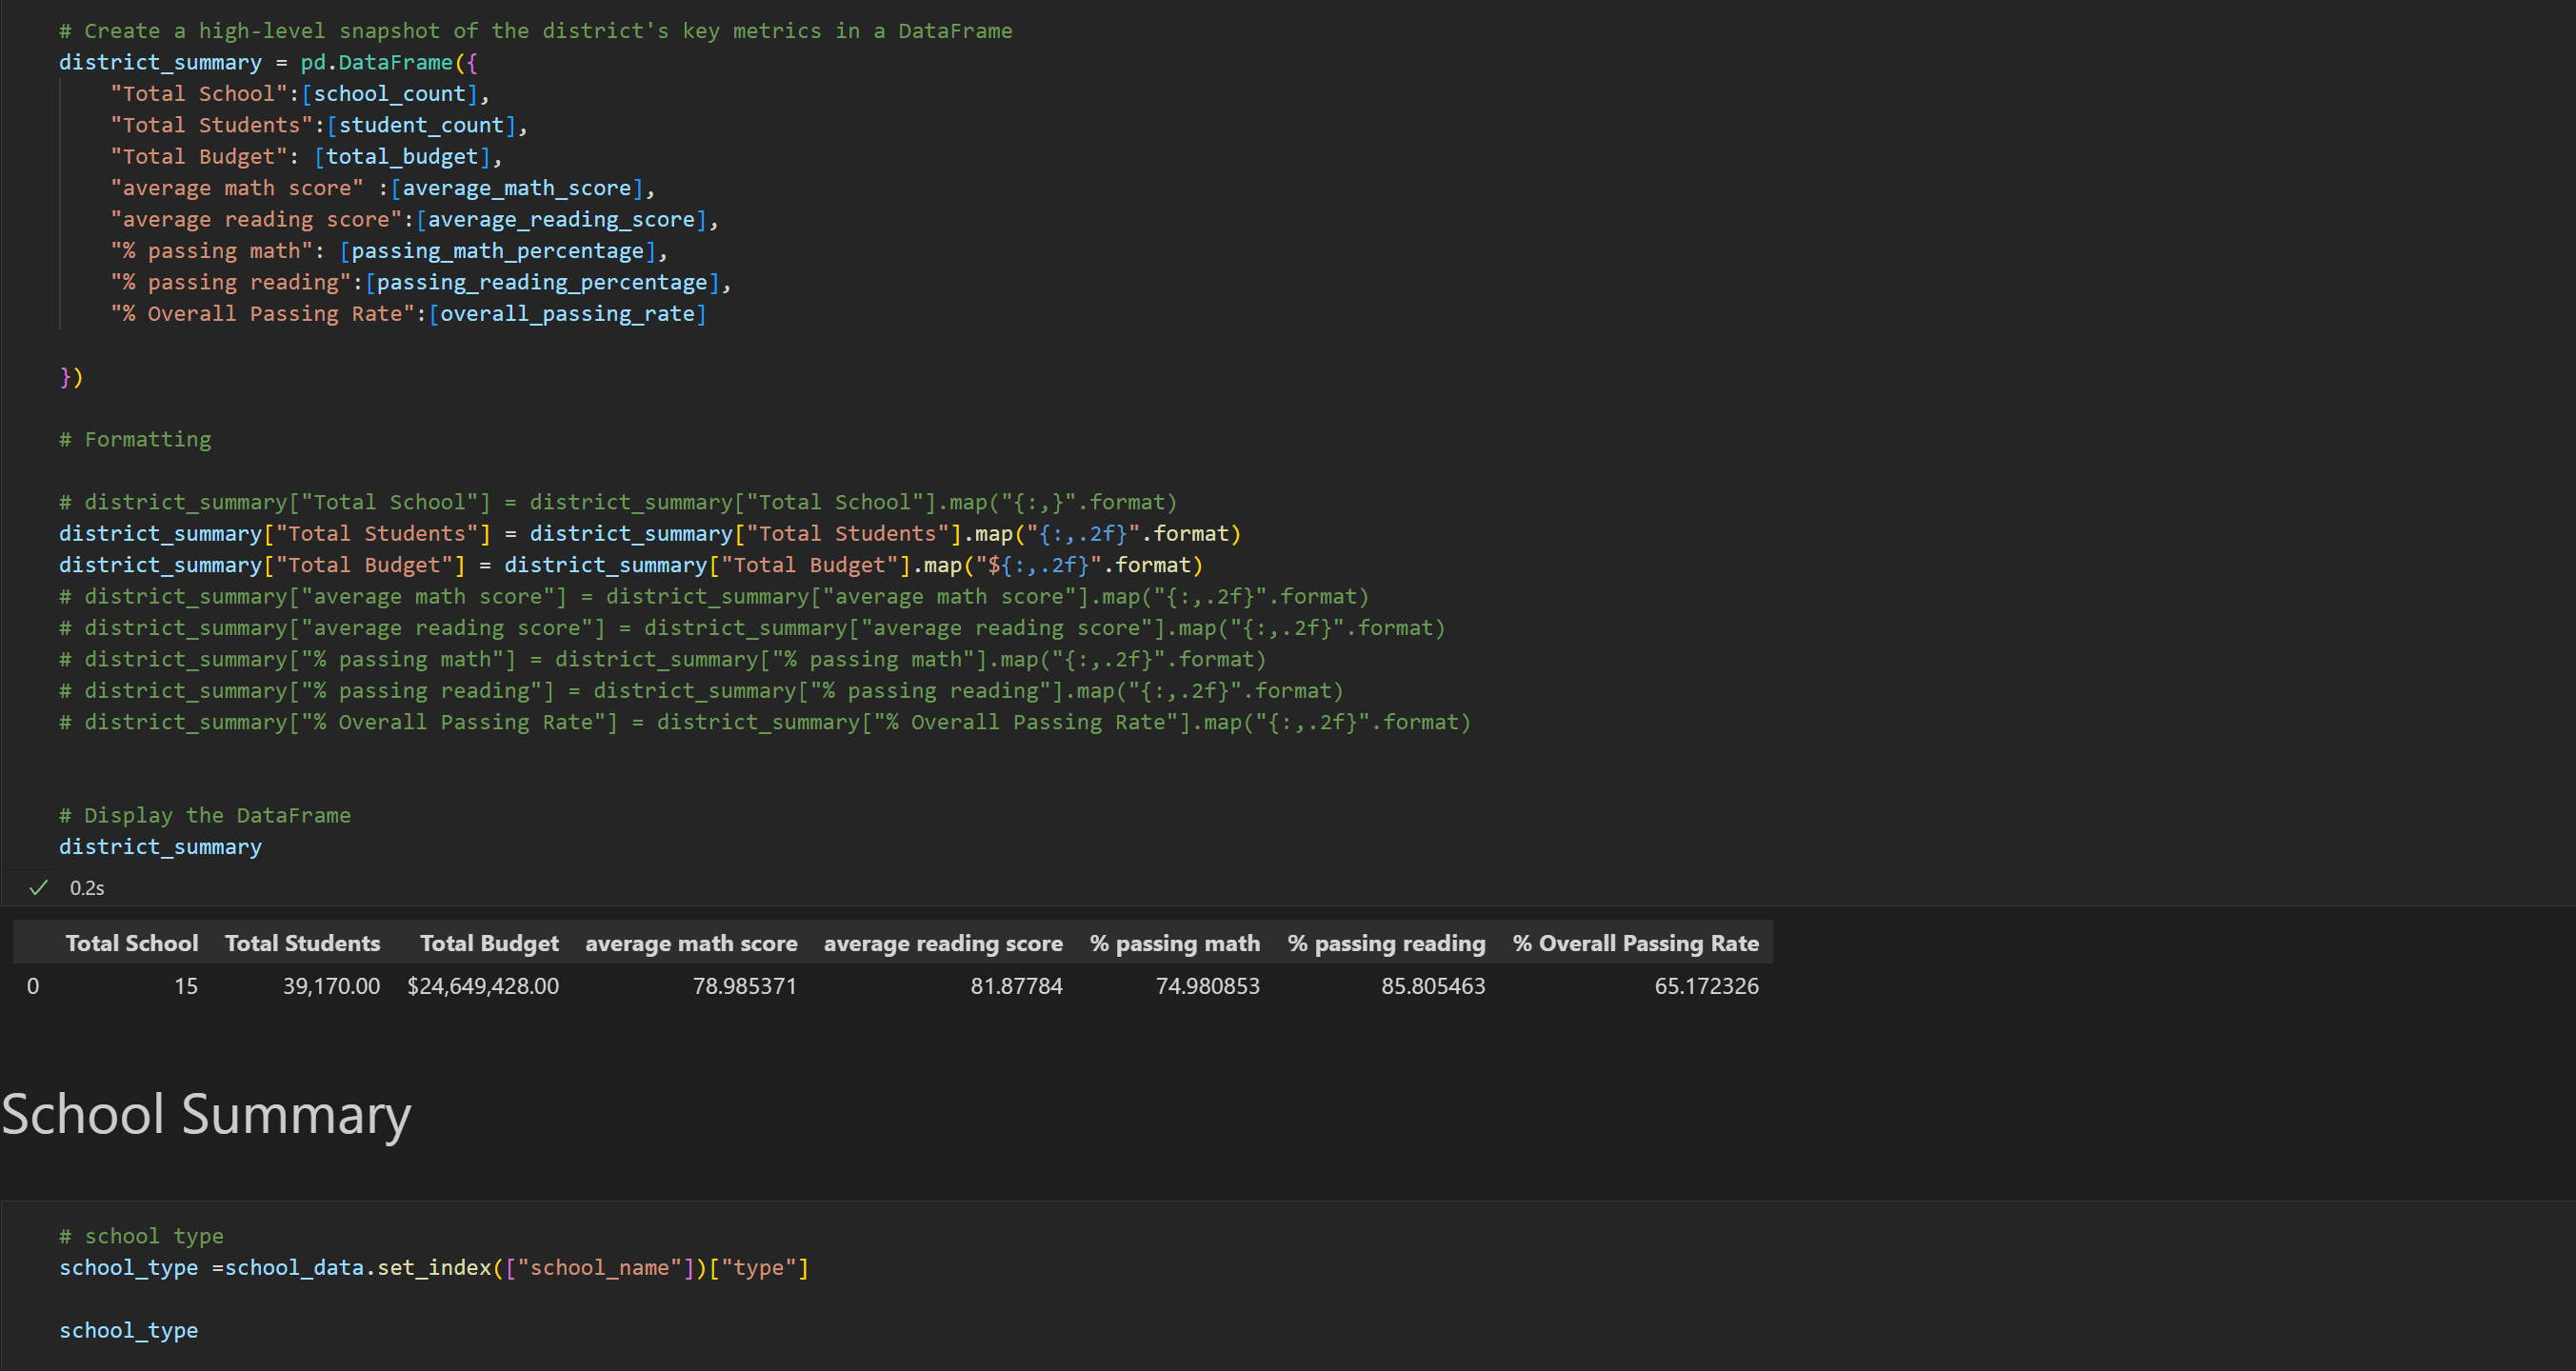 # Create a high-level snapshot of the district's key metrics in a DataFrame
district_summary = pd.DataFrame({
    "Total School":[school_count],
    "Total Students":[student_count],
    "Total Budget": [total_budget],
    "average math score" :[average_math_score],
    "average reading score":[average_reading_score],
    "% passing math": [passing_math_percentage],
    "% passing reading":[passing_reading_percentage],
    "% Overall Passing Rate":[overall_passing_rate]
})
# Formatting
# district_summary["Total School"] = district_summary["Total School"].map("{:,}".format)
district_summary["Total Students"] = district_summary["Total Students"].map("{:,.2f}".format)
district_summary["Total Budget"] = district_summary["Total Budget"].map("${:,.2f}".format)
# district_summary["average math score"] = district_summary["average math score"].map("{:,.2f}".format)
# district_summary["average reading score"] = district_summary["average reading score"].map("{:,.2f}".format)
# district_summary["% passing math"] = district_summary["% passing math"].map("{:,.2f}".format)
# district_summary["% passing reading"] = district_summary["% passing reading"].map("{:,.2f}".format)
# district_summary["% Overall Passing Rate"] = district_summary["% Overall Passing Rate"].map("{:,.2f}".format)
# Display the DataFrame
district_summary
✓ 0.2s
Total School Total Students Total Budget average math score average reading score % passing math % passing reading % Overall Passing Rate
0 15 39,170.00 $24,649,428.00 78.985371 81.87784 74.980853 85.805463 65.172326
School Summary
# school type
school_type =school_data.set_index(["school_name"])["type"]
school_type